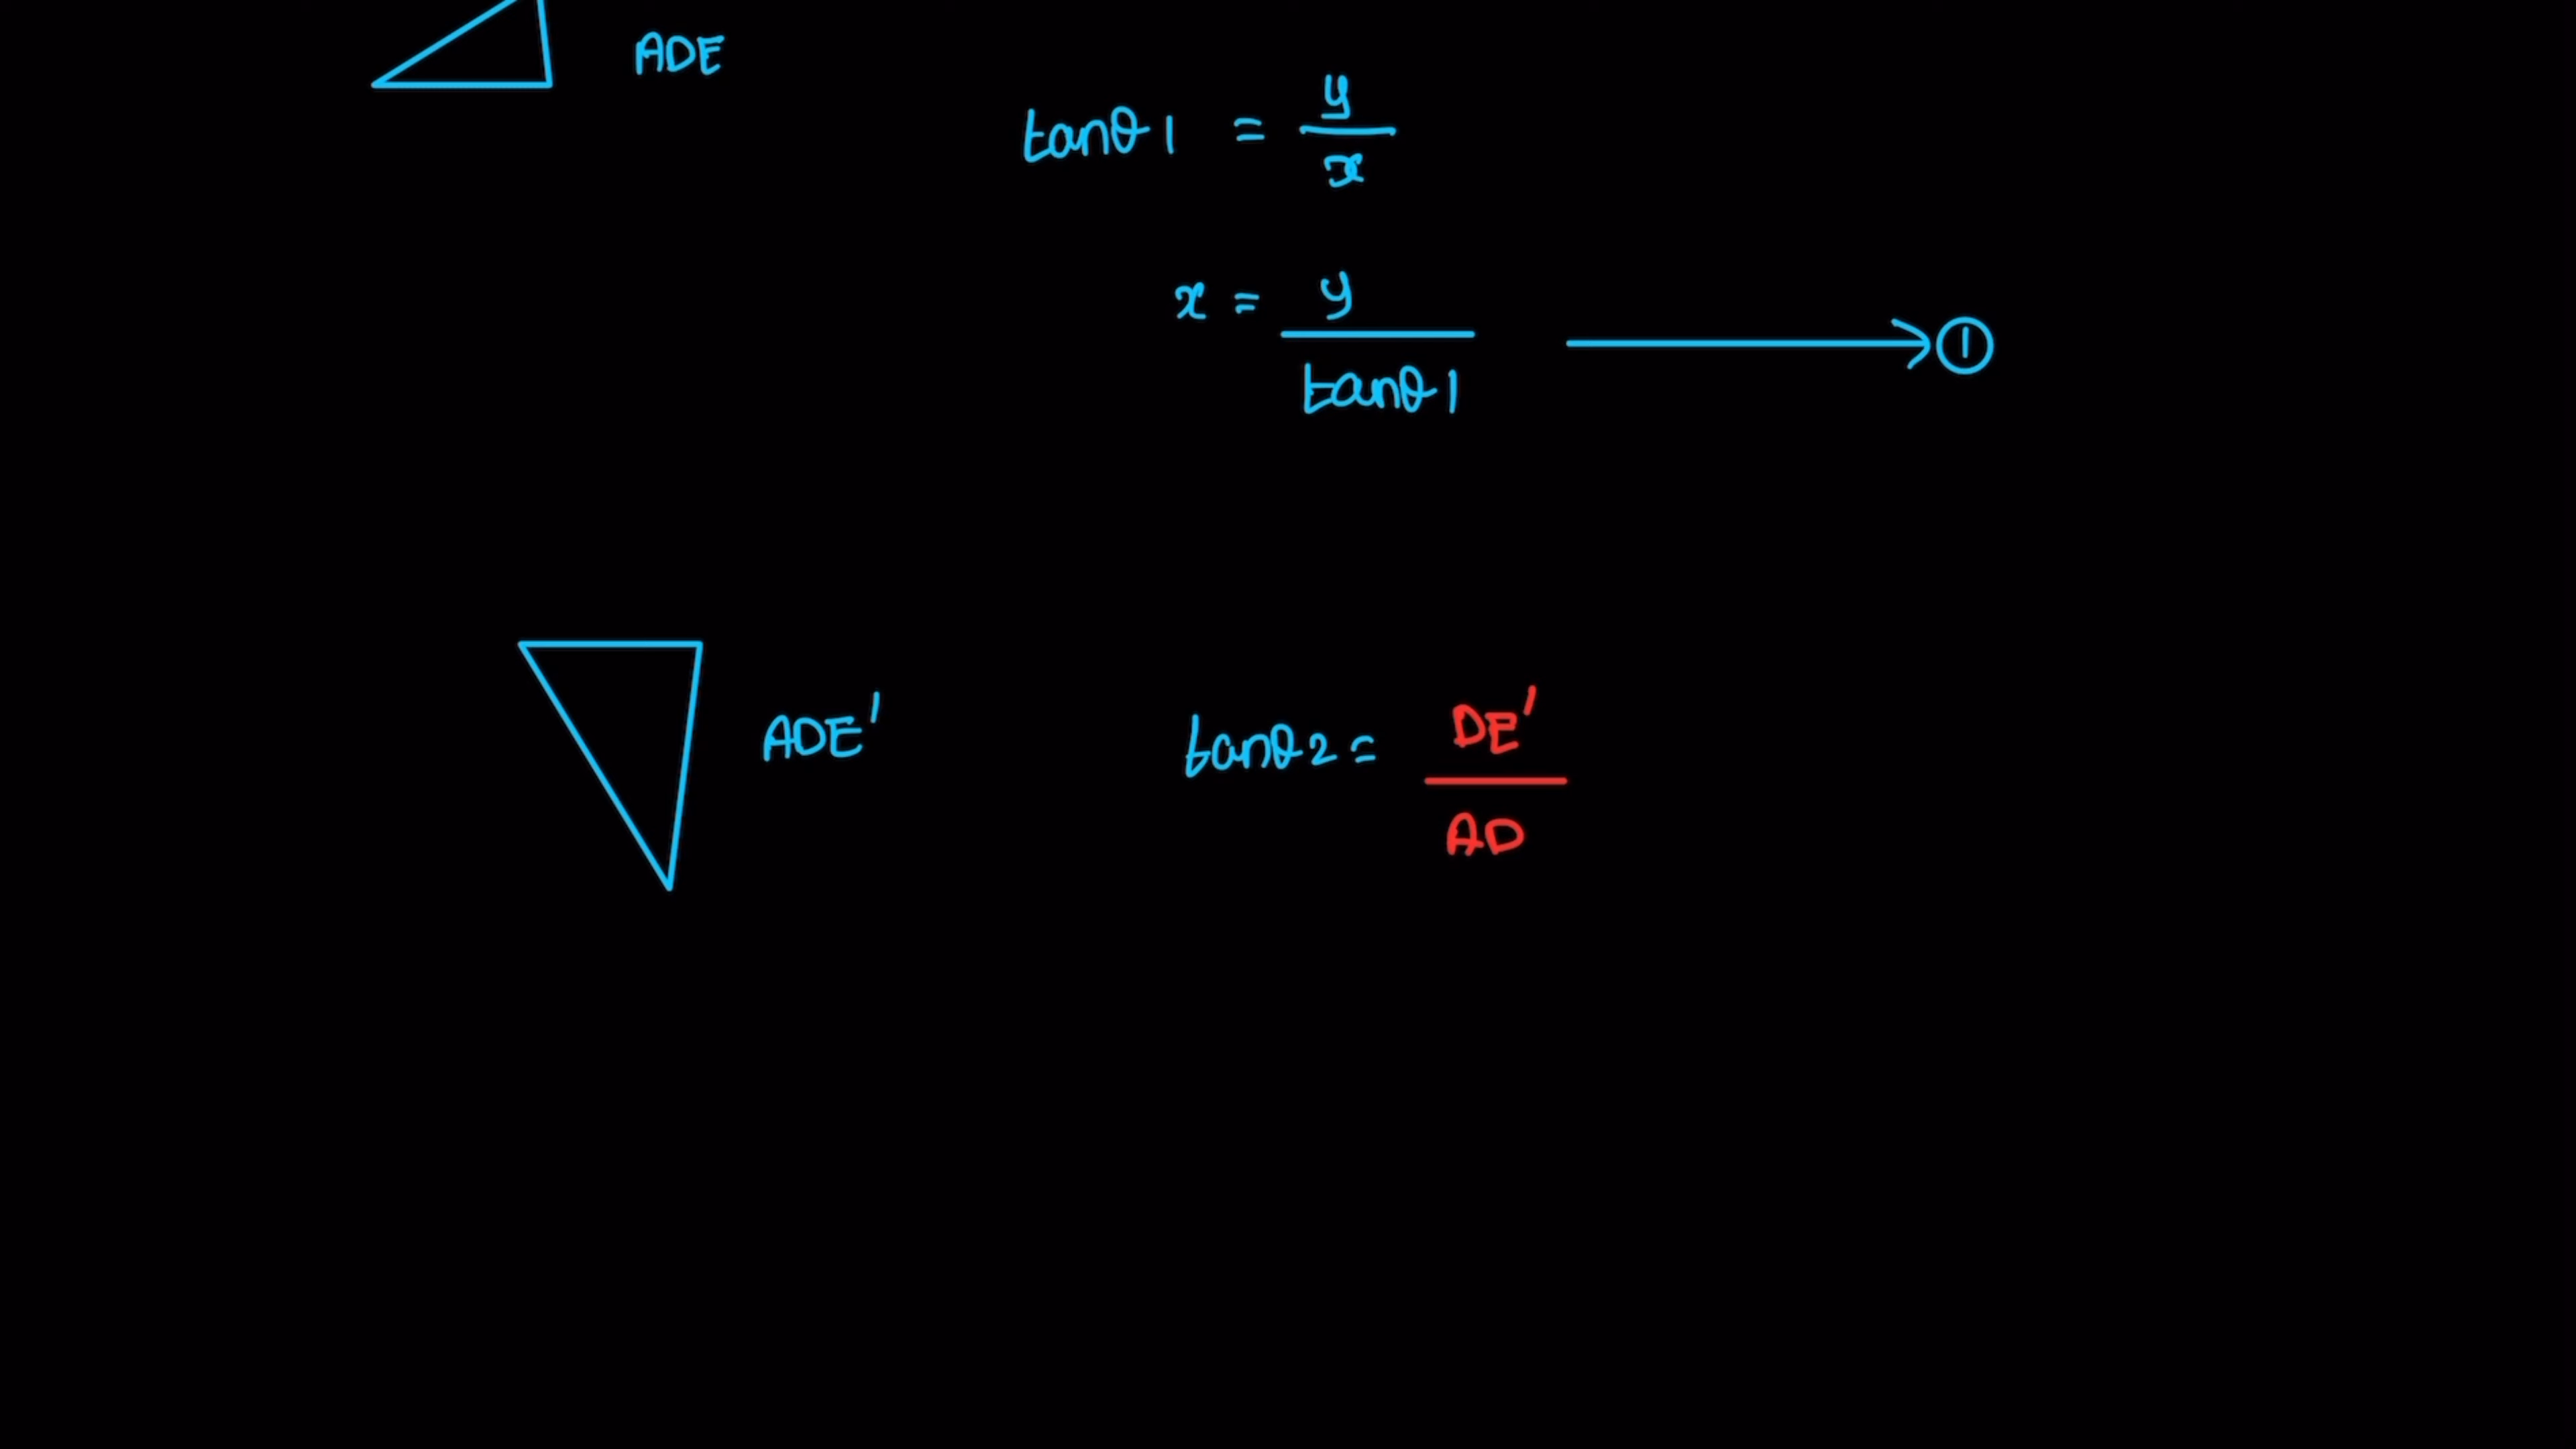 ADE
tanθ1 = y/x
x = y/tanθ1 ⟶ ①
ADE' tanθ2 = DE'/AD